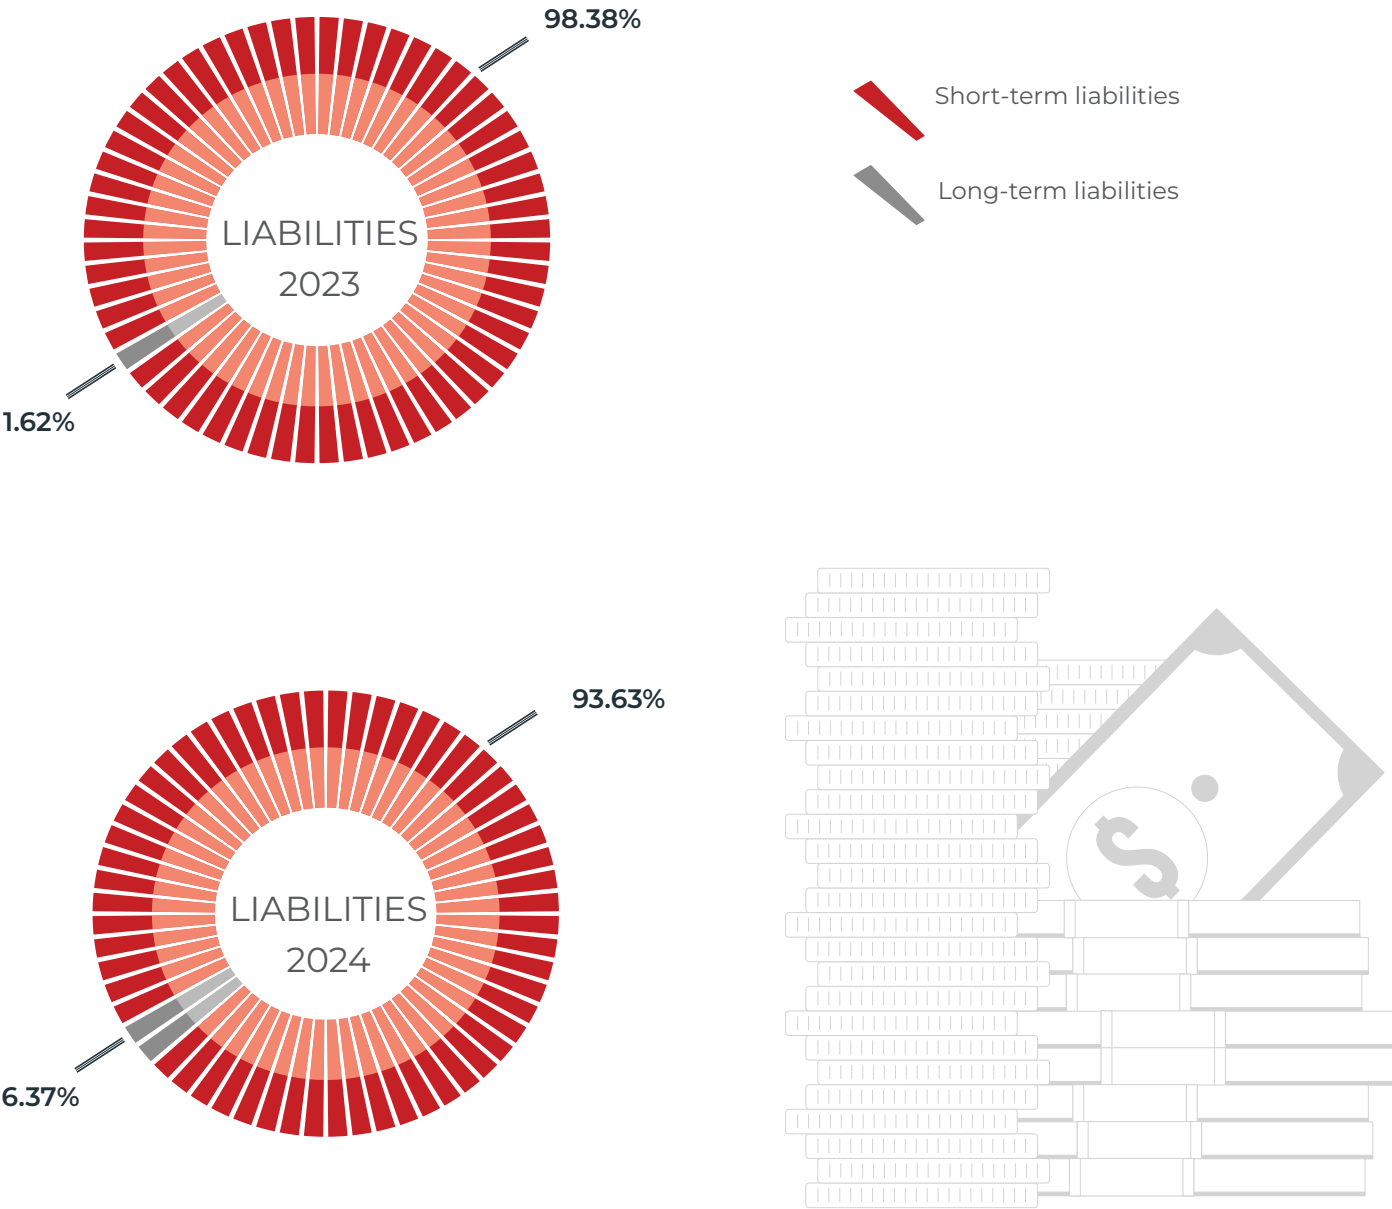 98.38%
Short-term liabilities
Long-term liabilities
LIABILITIES
2023
1.62%
93.63%
LIABILITIES
2024
6.37%
$